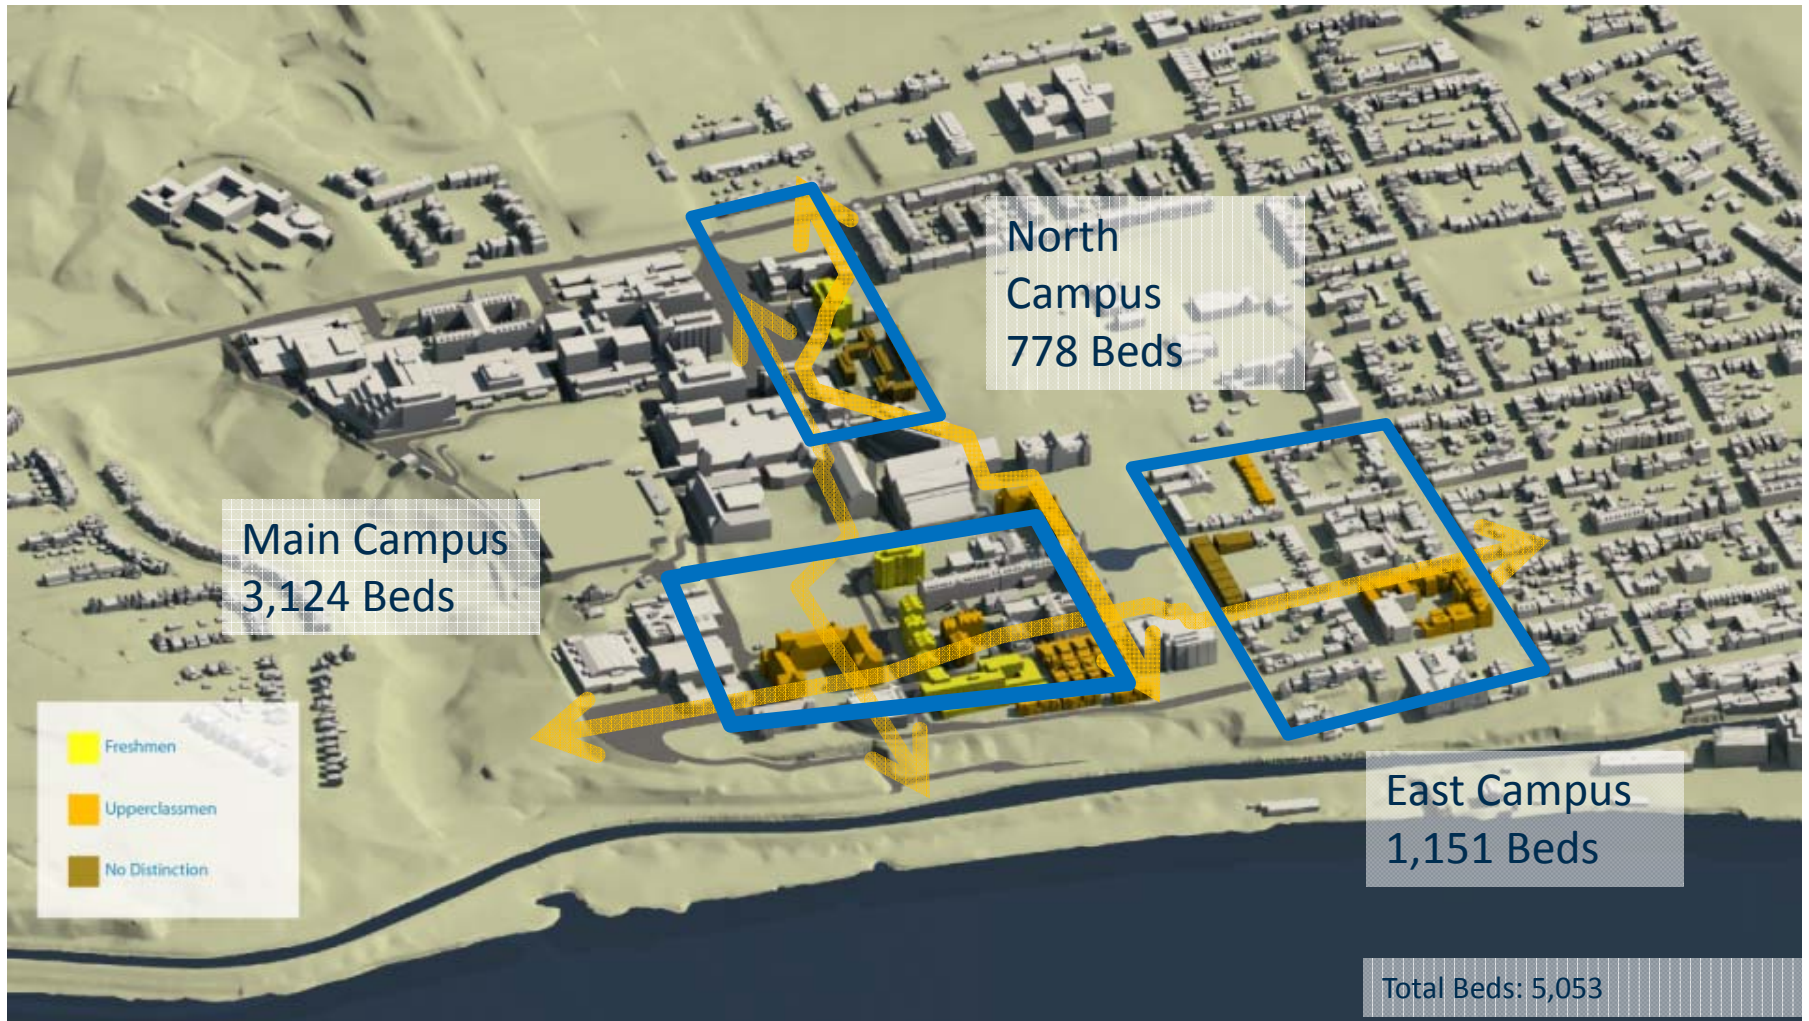 North
Campus
778 Beds
Main Campus
3,124 Beds
Freshmen
Upperclassmen
No Distinction
East Campus
1,151 Beds
Total Beds: 5,053